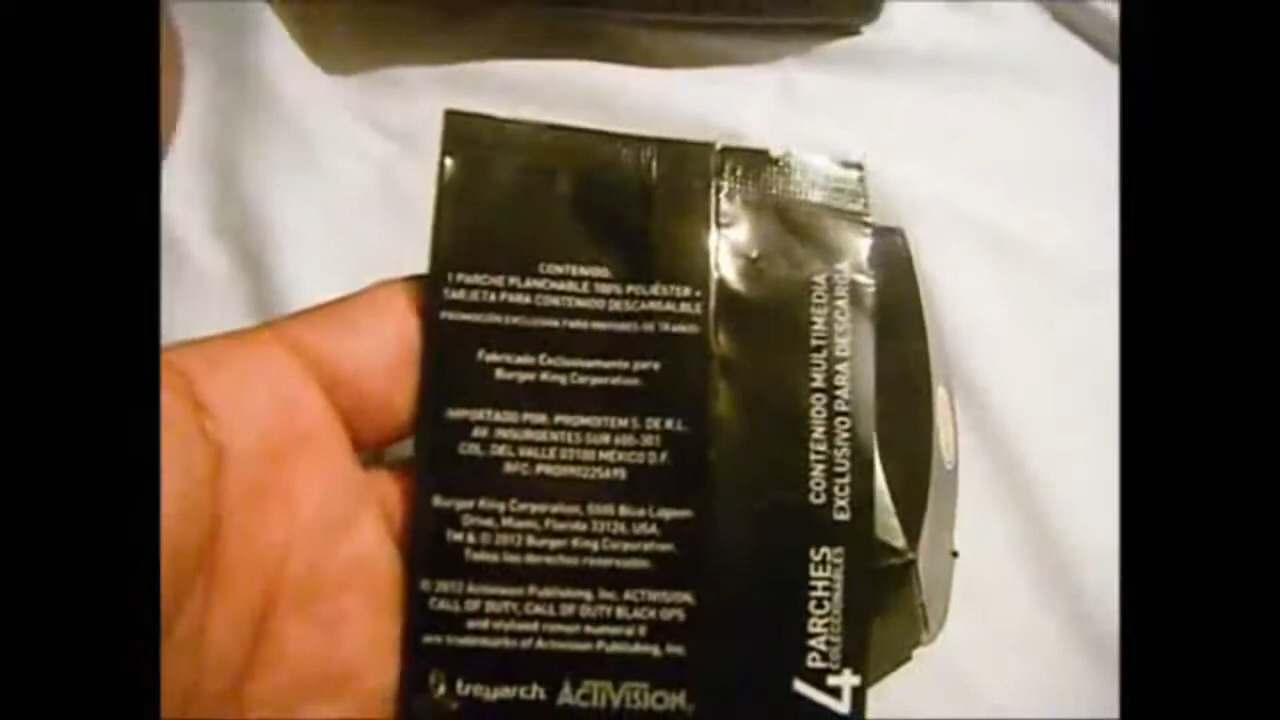 CONTENIDO:
1 PARCHE PLANCHABLE 100% POLIÉSTER +
TARJETA PARA CONTENIDO DESCARGABLE
Fabricado Exclusivamente para
Burger King Corporation.
IMPORTADO POR: PROMOITEM S. DE R.L.
AV. INSURGENTES SUR 605-301
COL. DEL VALLE 03100 MÉXICO D.F.
Burger King Corporation, 5505 Blue Lagoon
Drive, Miami, Florida 33126, USA.
TM & © 2012 Burger King Corporation.
Todos los derechos reservados.
© 2012 Activision Publishing, Inc. ACTIVISION,
CALL OF DUTY, CALL OF DUTY BLACK OPS
and stylized roman numeral II
are trademarks of Activision Publishing, Inc.
treyarch ACTIVISION.
4 PARCHES
COLECCIONABLES
CONTENIDO MULTIMEDIA
EXCLUSIVO PARA DESCARGA